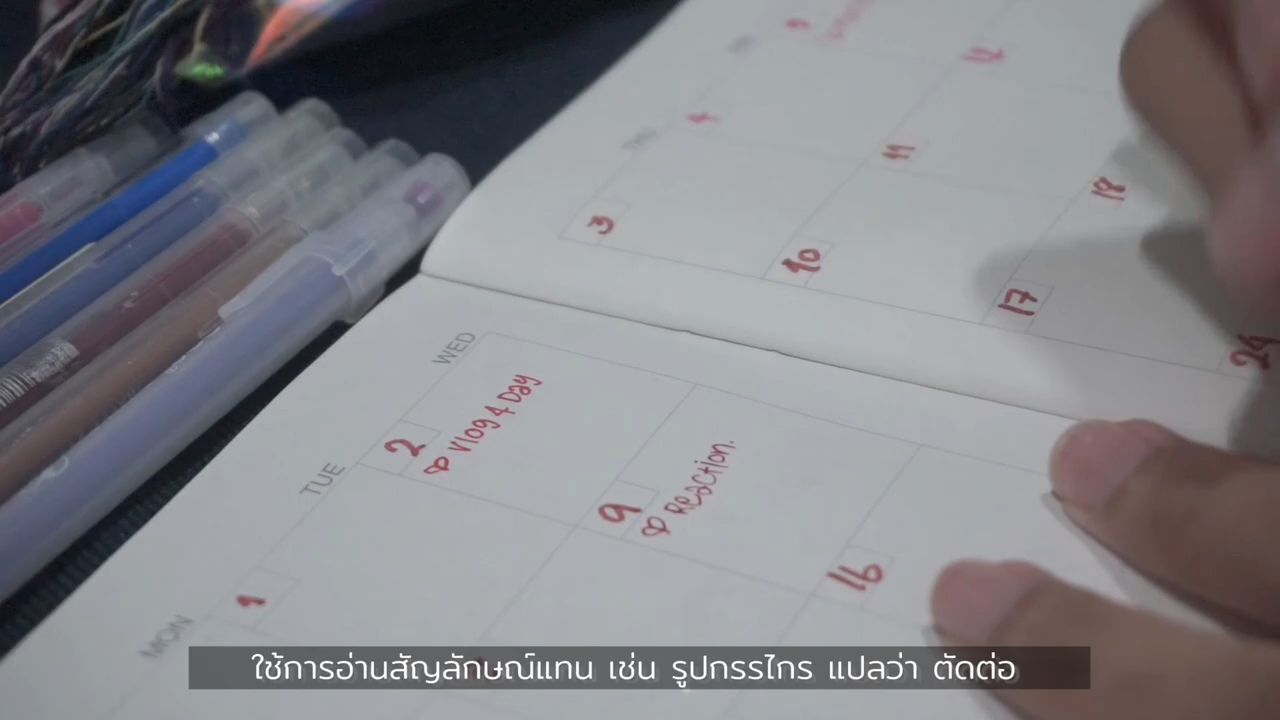 3
10
17
24
4
11
18
12
WED
2
♡ Vlog 4 Day
9
♡ Reaction.
16
TUE
1
MON
ใช้การอ่านสัญลักษณ์แทน เช่น รูปกรรไกร แปลว่า ตัดต่อ